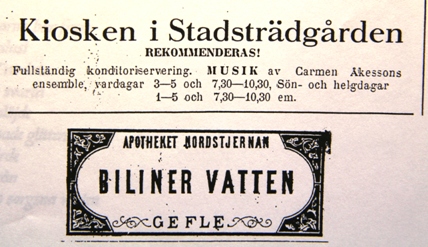 Kiosken i Stadsträdgården
REKOMMENDERAS!
Fullständig konditoriservering. MUSIK av Carmen Akessons
ensemble, vardagar 3—5 och 7,30—10,30, Sön- och helgdagar
1—5 och 7,30—10,30 em.
APOTHEKET NORDSTJERNAN
BILINER VATTEN
GEFLE